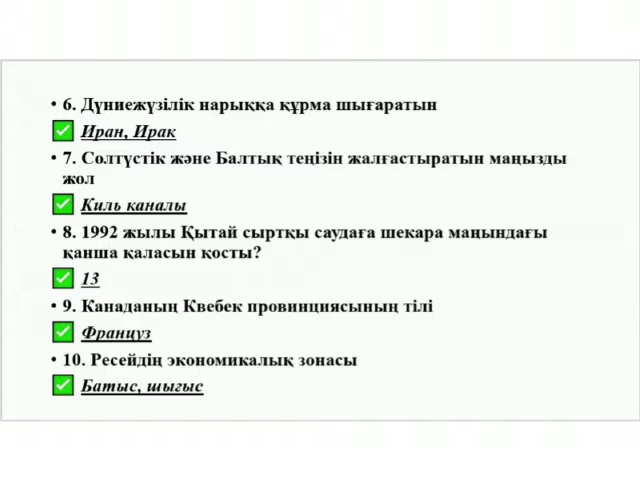 • 6. Дүниежүзілік нарыққа құрма шығаратын
✅ Иран, Ирак
• 7. Солтүстік және Балтық теңізін жалғастыратын маңызды
жол
✅ Киль каналы
• 8. 1992 жылы Қытай сыртқы саудаға шекара маңындағы
қанша қаласын қосты?
✅ 13
• 9. Канаданың Квебек провинциясының тілі
✅ Француз
• 10. Ресейдің экономикалық зонасы
✅ Батыс, шығыс